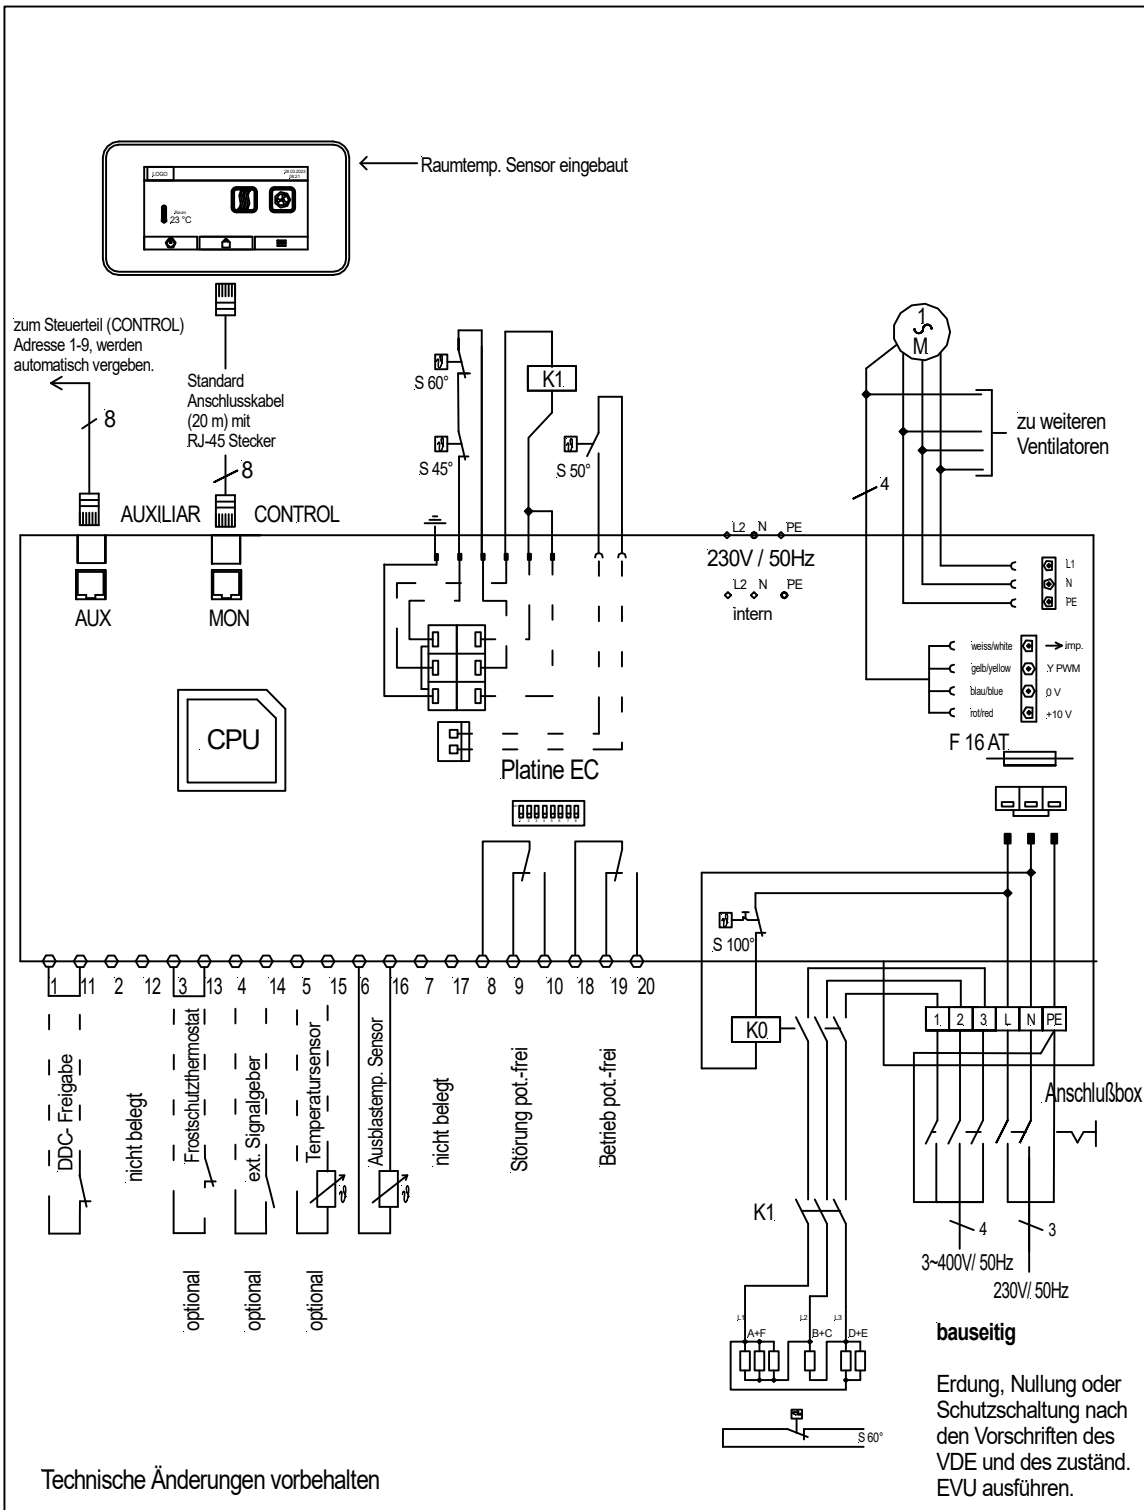 Raumtemp. Sensor eingebaut
LOGO
Raum
23 °C
zum Steuerteil (CONTROL)
Adresse 1-9, werden
automatisch vergeben.
8
Standard
Anschlusskabel
(20 m) mit
RJ-45 Stecker
8
S 60°
S 45°
K1
S 50°
1
M
zu weiteren
Ventilatoren
4
AUXILIAR
CONTROL
AUX
MON
L2 N PE
230V / 50Hz
L2 N PE
intern
L1
N
PE
weiss/white
imp.
gelb/yellow
Y PWM
blau/blue
0 V
rot/red
+10 V
F 16 AT
CPU
Platine EC
S 100°
1 11 2 12 3 13 4 14 5 15 6 16 7 17 8 9 10 18 19 20
DDC- Freigabe
nicht belegt
Frostschutzthermostat
ext. Signalgeber
Temperatursensor
Ausblastemp. Sensor
nicht belegt
Störung pot.-frei
Betrieb pot.-frei
optional
optional
optional
K0
1 2 3 L N PE
Anschlußbox
K1
4
3
3~400V/ 50Hz
230V/ 50Hz
L1
L2
L3
A+F
B+C
D+E
S 60°
bauseitig
Erdung, Nullung oder
Schutzschaltung nach
den Vorschriften des
VDE und des zuständ.
EVU ausführen.
Technische Änderungen vorbehalten